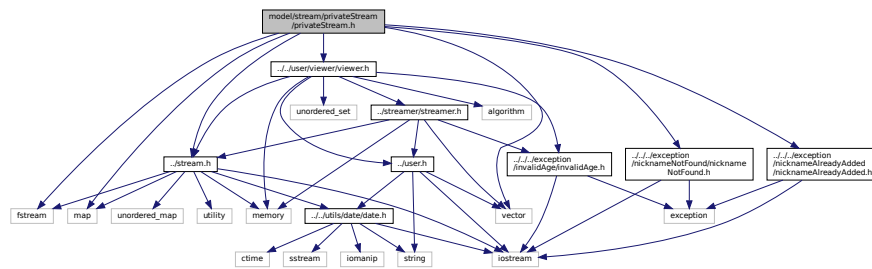 model/stream/privateStream
/privateStream.h
../../user/viewer/viewer.h
unordered_set
../streamer/streamer.h
algorithm
../stream.h
../user.h
../../../exception
/invalidAge/invalidAge.h
../../../exception
/nicknameNotFound/nickname
NotFound.h
../../../exception
/nicknameAlreadyAdded
/nicknameAlreadyAdded.h
fstream
map
unordered_map
utility
memory
../../utils/date/date.h
vector
exception
ctime
sstream
iomanip
string
iostream